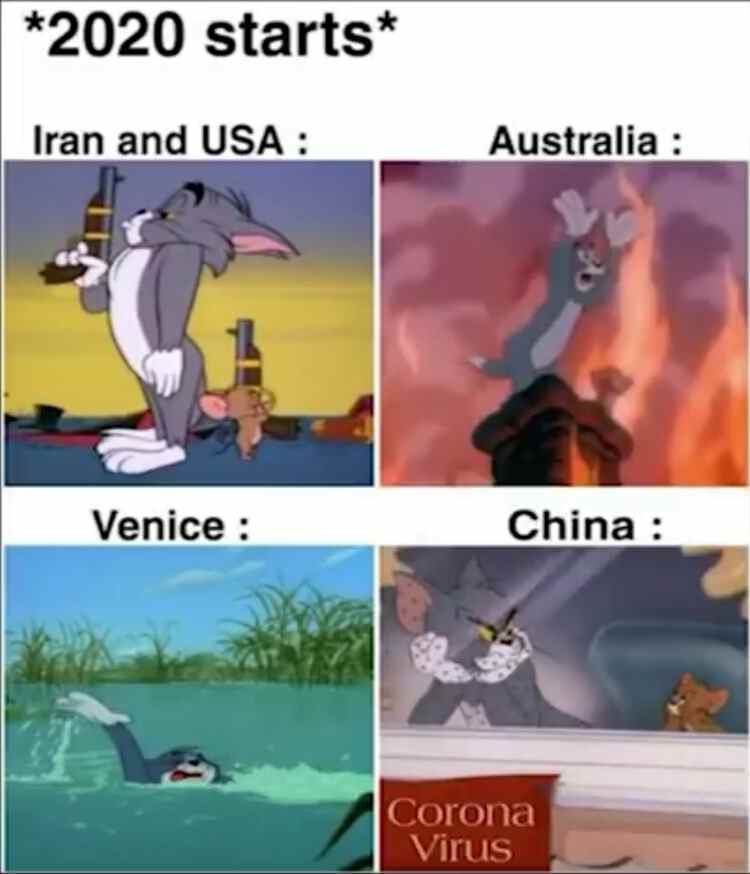 *2020 starts*
Iran and USA :
Australia :
Venice :
China :
Corona
Virus